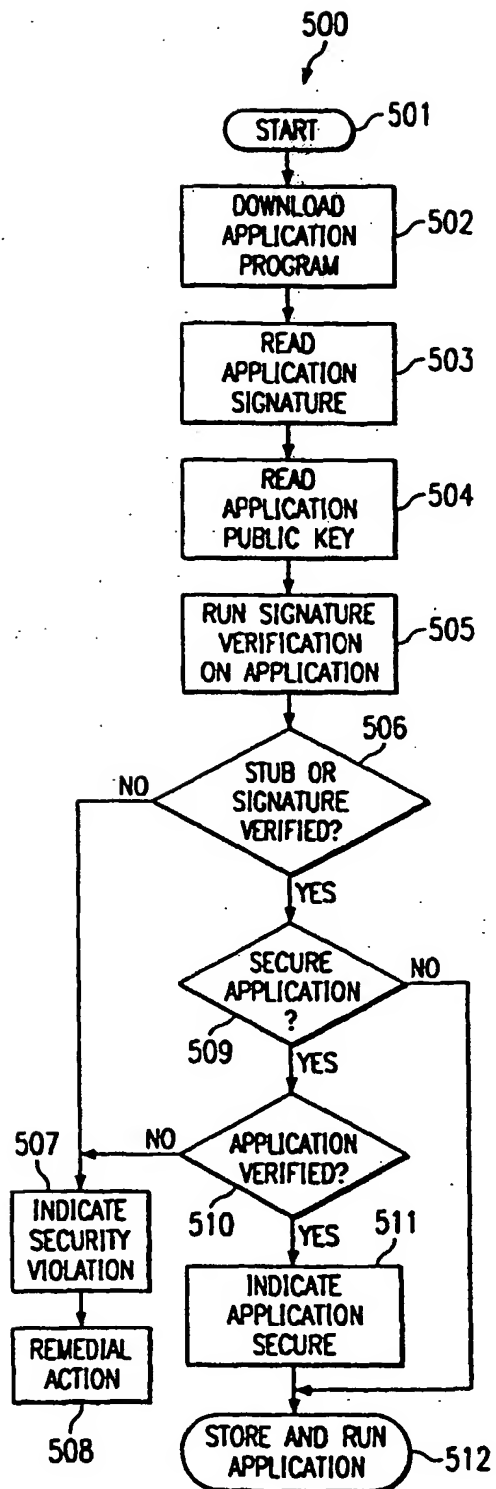 500
START
501
DOWNLOAD
APPLICATION
PROGRAM
502
READ
APPLICATION
SIGNATURE
503
READ
APPLICATION
PUBLIC KEY
504
RUN SIGNATURE
VERIFICATION
ON APPLICATION
505
506
NO
STUB OR
SIGNATURE
VERIFIED?
YES
SECURE
APPLICATION
?
NO
509
YES
507
NO
APPLICATION
VERIFIED?
510
YES
511
INDICATE
SECURITY
VIOLATION
INDICATE
APPLICATION
SECURE
REMEDIAL
ACTION
508
STORE AND RUN
APPLICATION
512